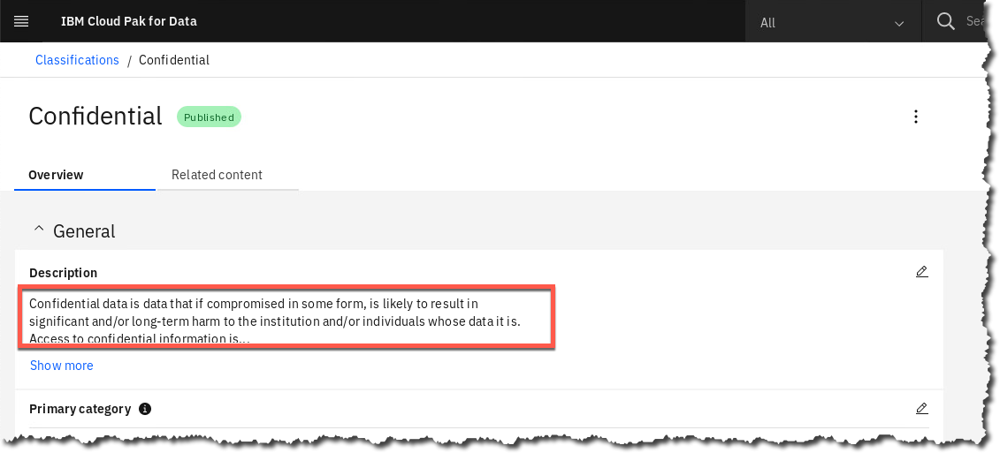 IBM Cloud Pak for Data
All
Classifications / Confidential
Confidential Published
Overview Related content
General
Description
Confidential data is data that if compromised in some form, is likely to result in
significant and/or long-term harm to the institution and/or individuals whose data it is.
Access to confidential information is...
Show more
Primary category